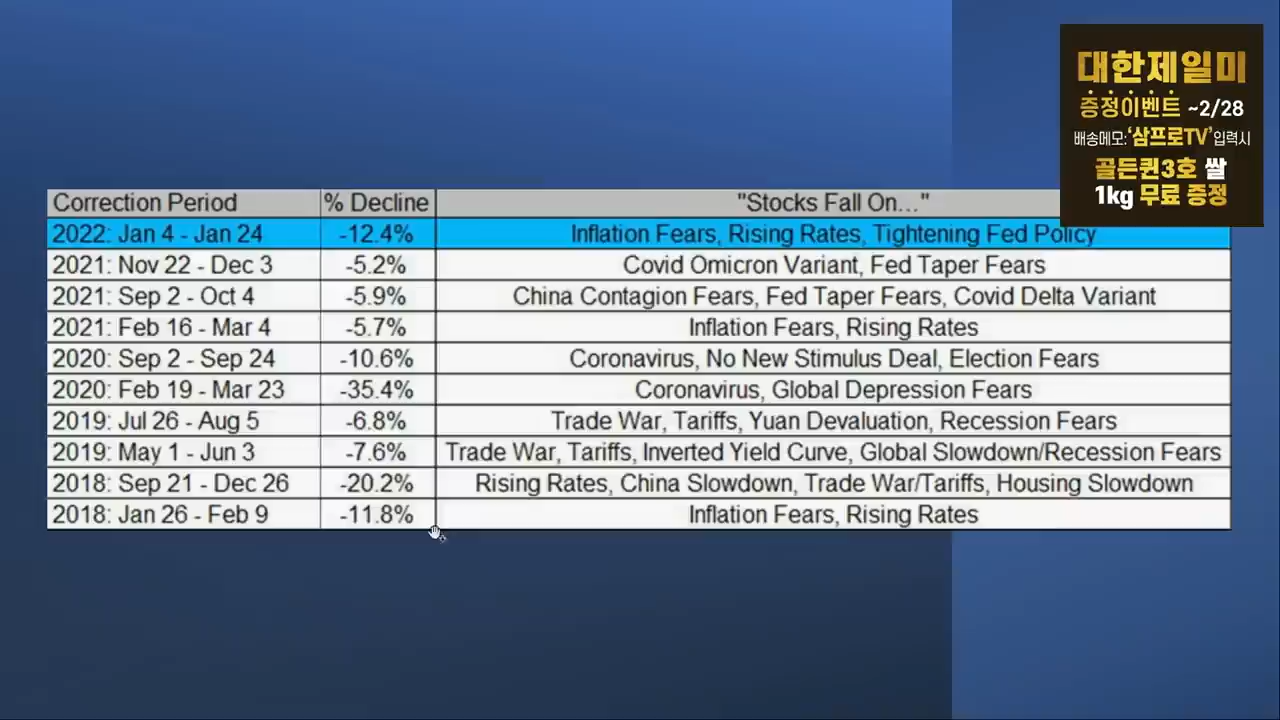 대한제일미
증정이벤트 ~2/28
배송메모:'삼프로TV'입력시
골든퀸3호 쌀
1kg 무료 증정
Correction Period % Decline "Stocks Fall On..."
2022: Jan 4 - Jan 24 -12.4% Inflation Fears, Rising Rates, Tightening Fed Policy
2021: Nov 22 - Dec 3 -5.2% Covid Omicron Variant, Fed Taper Fears
2021: Sep 2 - Oct 4 -5.9% China Contagion Fears, Fed Taper Fears, Covid Delta Variant
2021: Feb 16 - Mar 4 -5.7% Inflation Fears, Rising Rates
2020: Sep 2 - Sep 24 -10.6% Coronavirus, No New Stimulus Deal, Election Fears
2020: Feb 19 - Mar 23 -35.4% Coronavirus, Global Depression Fears
2019: Jul 26 - Aug 5 -6.8% Trade War, Tariffs, Yuan Devaluation, Recession Fears
2019: May 1 - Jun 3 -7.6% Trade War, Tariffs, Inverted Yield Curve, Global Slowdown/Recession Fears
2018: Sep 21 - Dec 26 -20.2% Rising Rates, China Slowdown, Trade War/Tariffs, Housing Slowdown
2018: Jan 26 - Feb 9 -11.8% Inflation Fears, Rising Rates